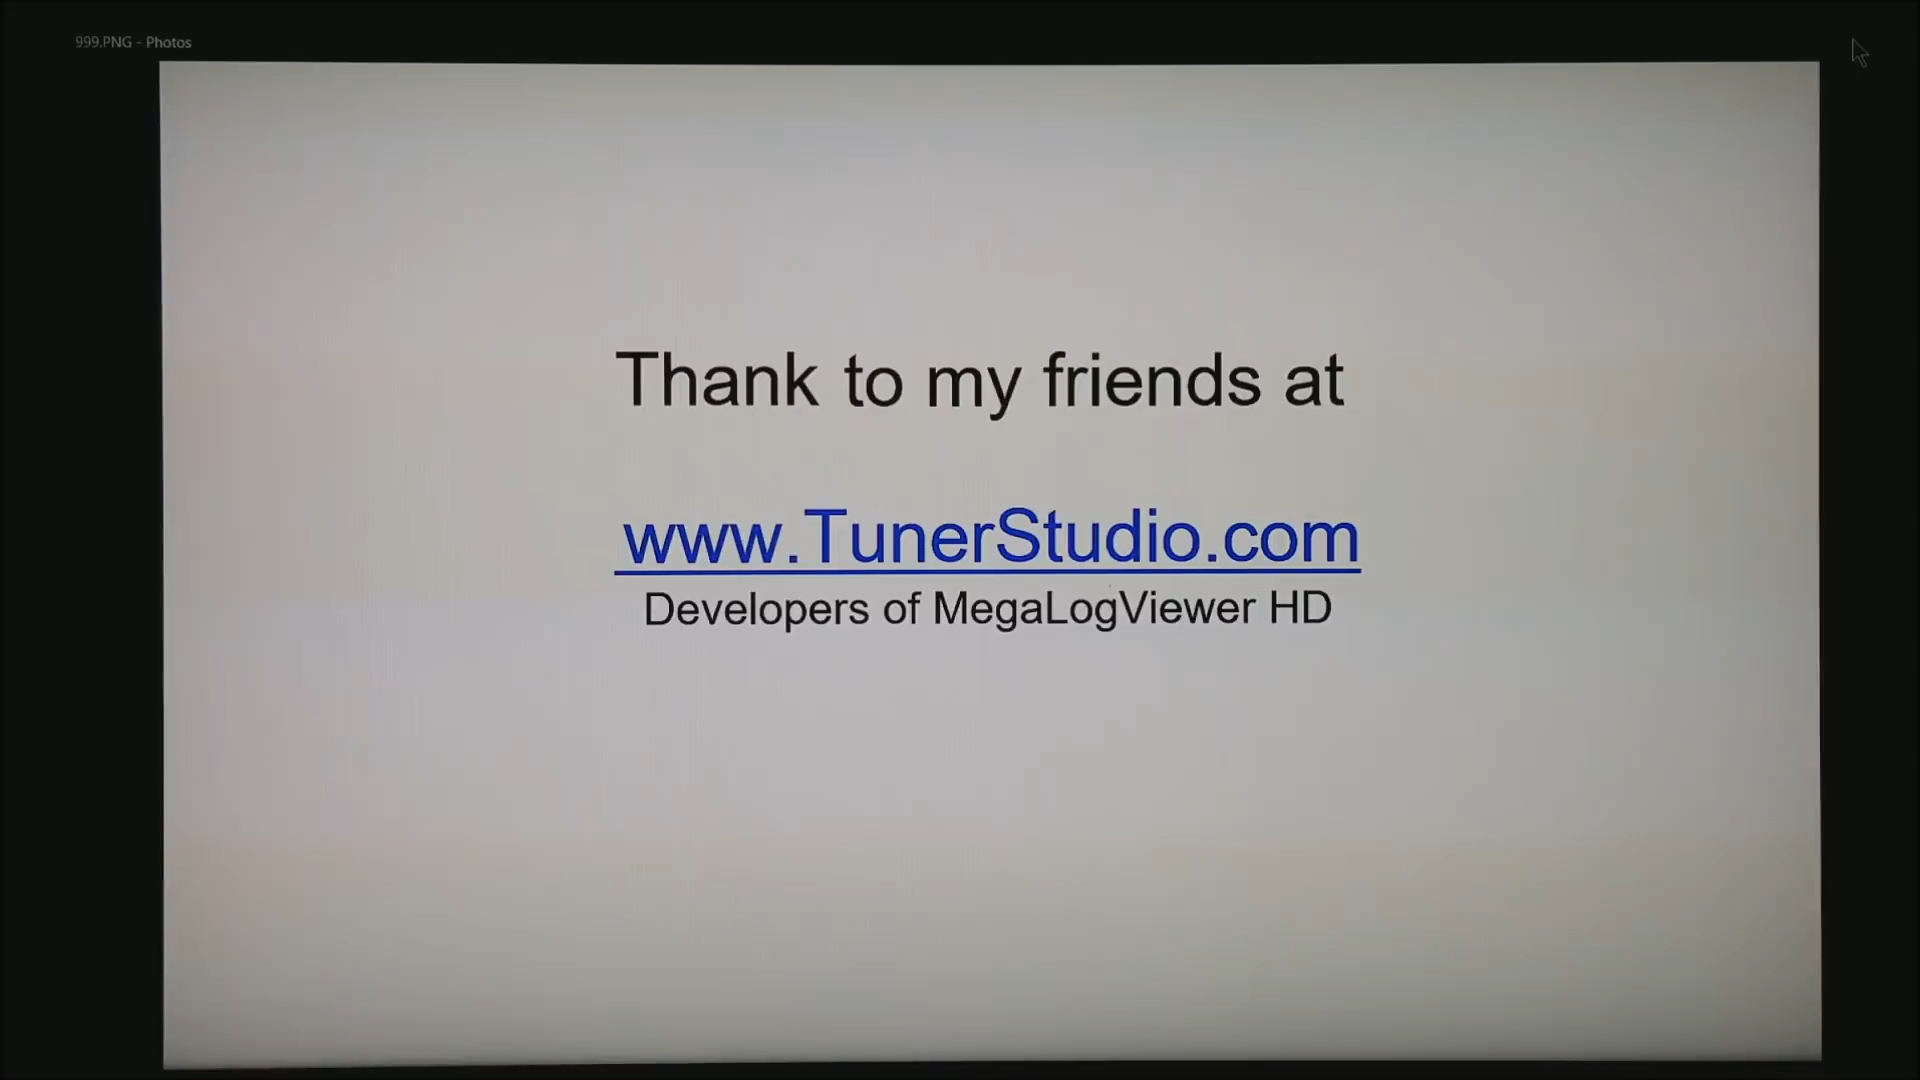 999.PNG - Photos
Thank to my friends at
www.TunerStudio.com
Developers of MegaLogViewer HD